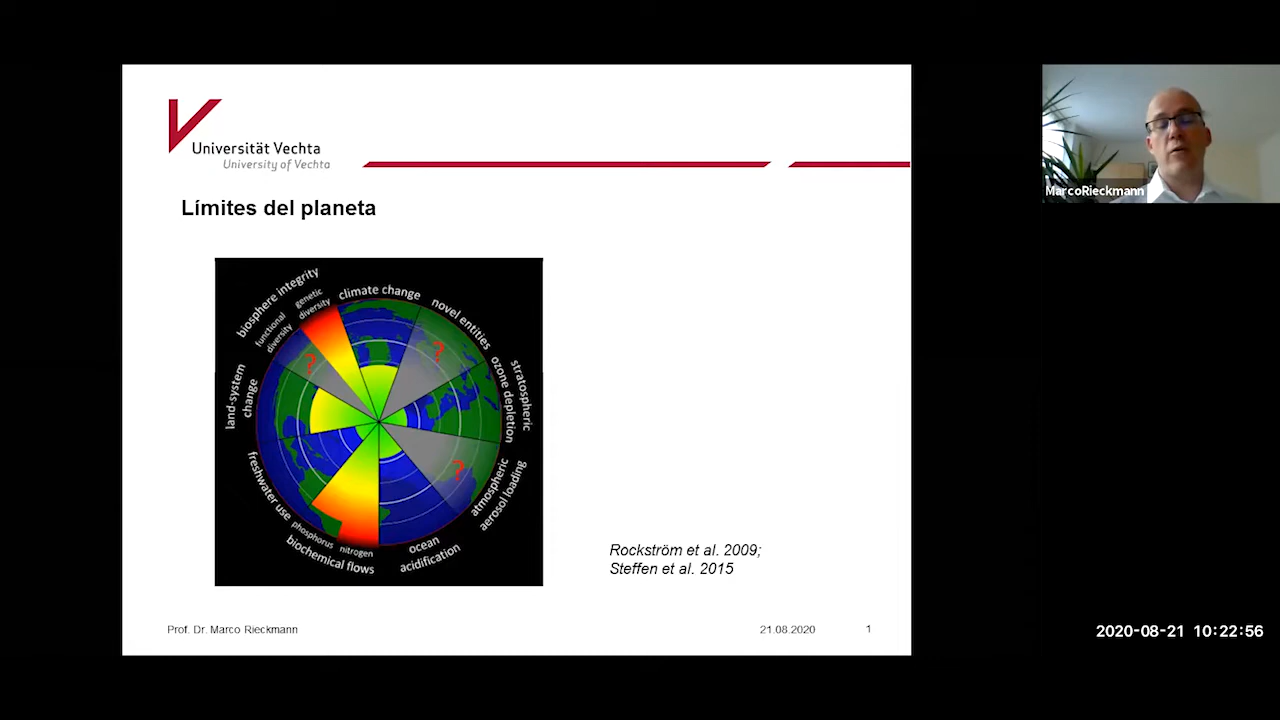 Universität Vechta
University of Vechta
Límites del planeta
biosphere integrity
genetic
diversity
functional
diversity
climate change
novel entities
stratospheric
ozone depletion
atmospheric
aerosol loading
ocean
acidification
biochemical flows
nitrogen
phosphorus
freshwater use
land-system
change
?
?
?
Rockström et al. 2009;
Steffen et al. 2015
Prof. Dr. Marco Rieckmann
21.08.2020
1
MarcoRieckmann
2020-08-21 10:22:56